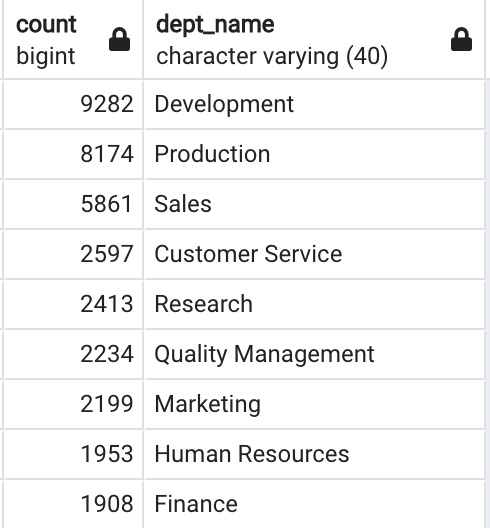 count dept_name
bigint character varying (40)
9282 Development
8174 Production
5861 Sales
2597 Customer Service
2413 Research
2234 Quality Management
2199 Marketing
1953 Human Resources
1908 Finance